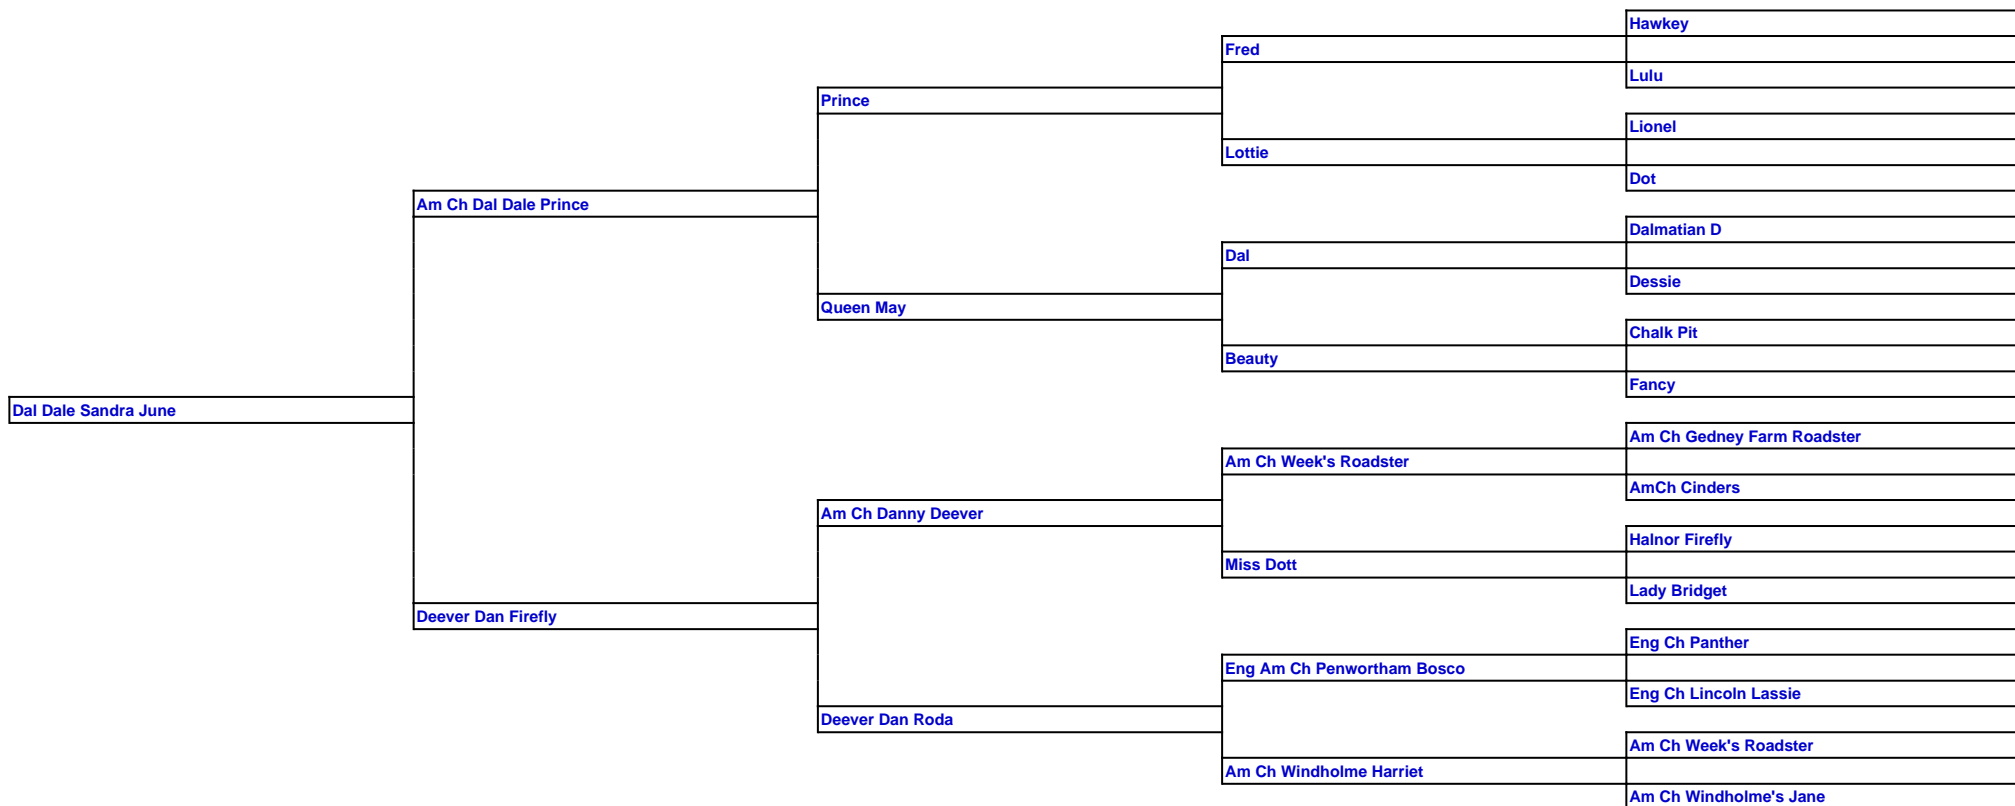 Hawkey
Fred
Lulu
Prince
Lionel
Lottie
Dot
Am Ch Dal Dale Prince
Dalmatian D
Dal
Dessie
Queen May
Chalk Pit
Beauty
Fancy
Dal Dale Sandra June
Am Ch Gedney Farm Roadster
Am Ch Week's Roadster
AmCh Cinders
Am Ch Danny Deever
Halnor Firefly
Miss Dott
Lady Bridget
Deever Dan Firefly
Eng Ch Panther
Eng Am Ch Penwortham Bosco
Eng Ch Lincoln Lassie
Deever Dan Roda
Am Ch Week's Roadster
Am Ch Windholme Harriet
Am Ch Windholme's Jane